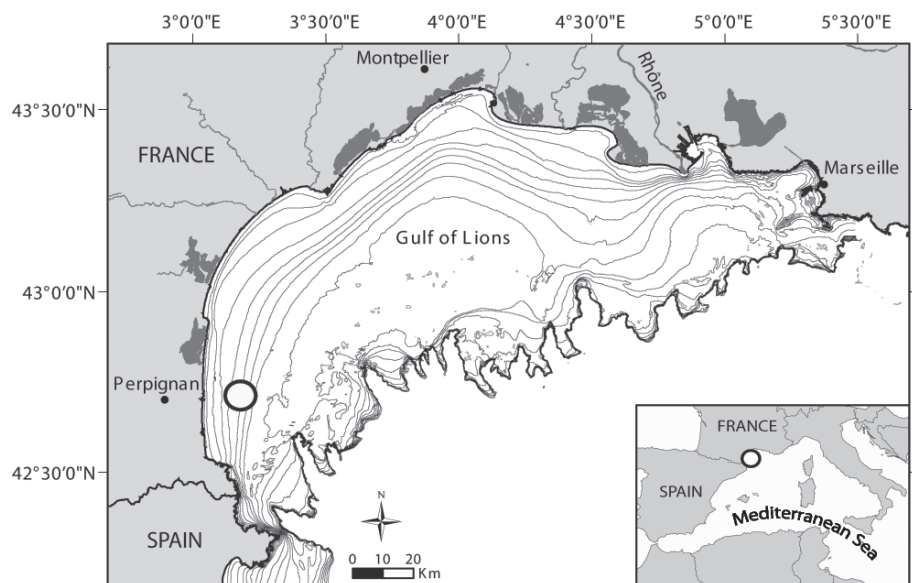 3°0'0"E 3°30'0"E 4°0'0"E 4°30'0"E 5°0'0"E 5°30'0"E
Montpellier
Rhône
43°30'0"N
FRANCE
Marseille
Gulf of Lions
43°0'0"N
Perpignan
42°30'0"N
SPAIN
N
0 10 20
Km
FRANCE
SPAIN
Mediterranean Sea